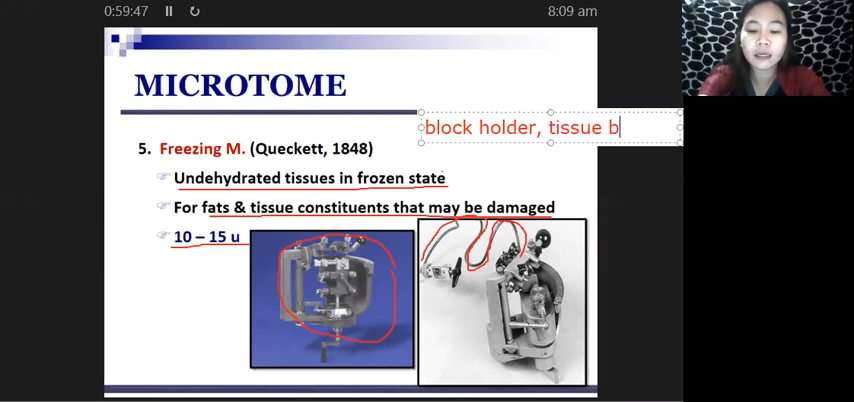 0:59:47
8:09 am
MICROTOME
block holder, tissue b
5. Freezing M. (Queckett, 1848)
Undehydrated tissues in frozen state
For fats & tissue constituents that may be damaged
10 – 15 u